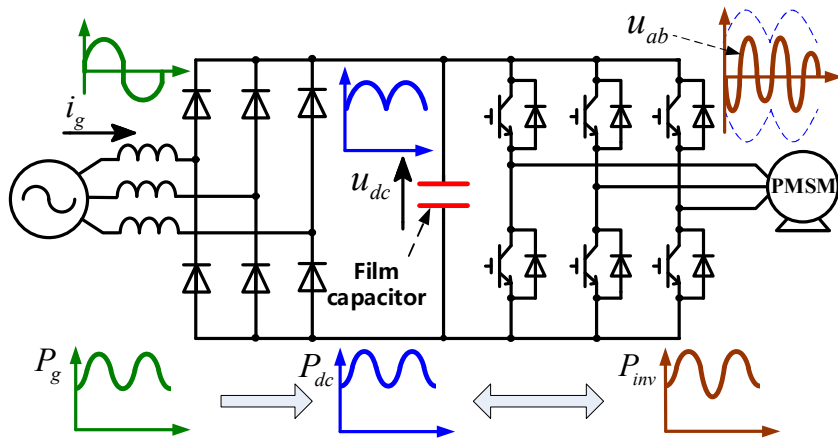 u_ab
i_g
u_dc
PMSM
Film
capacitor
P_g
P_dc
P_inv